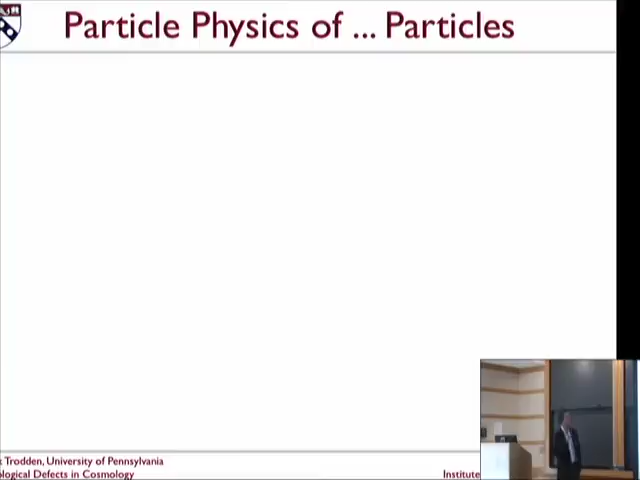 Particle Physics of ... Particles
Trodden, University of Pennsylvania
ological Defects in Cosmology
Institute